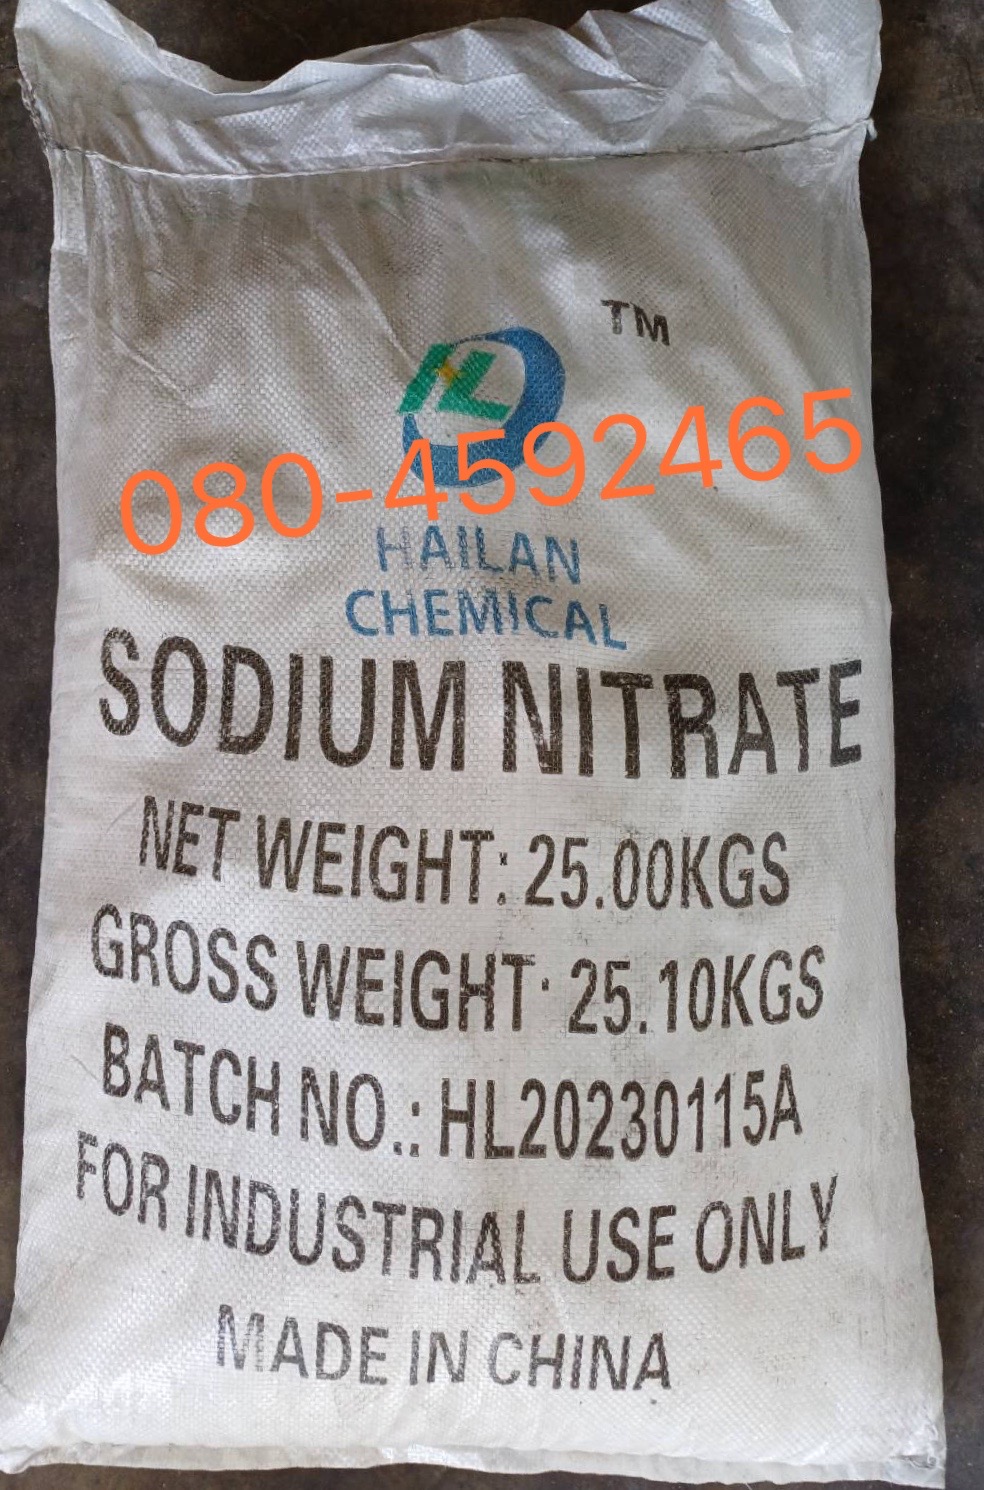 TM
HL
080-4592465
HAILAN
CHEMICAL
SODIUM NITRATE
NET WEIGHT: 25.00KGS
GROSS WEIGHT: 25.10KGS
BATCH NO.: HL20230115A
FOR INDUSTRIAL USE ONLY
MADE IN CHINA